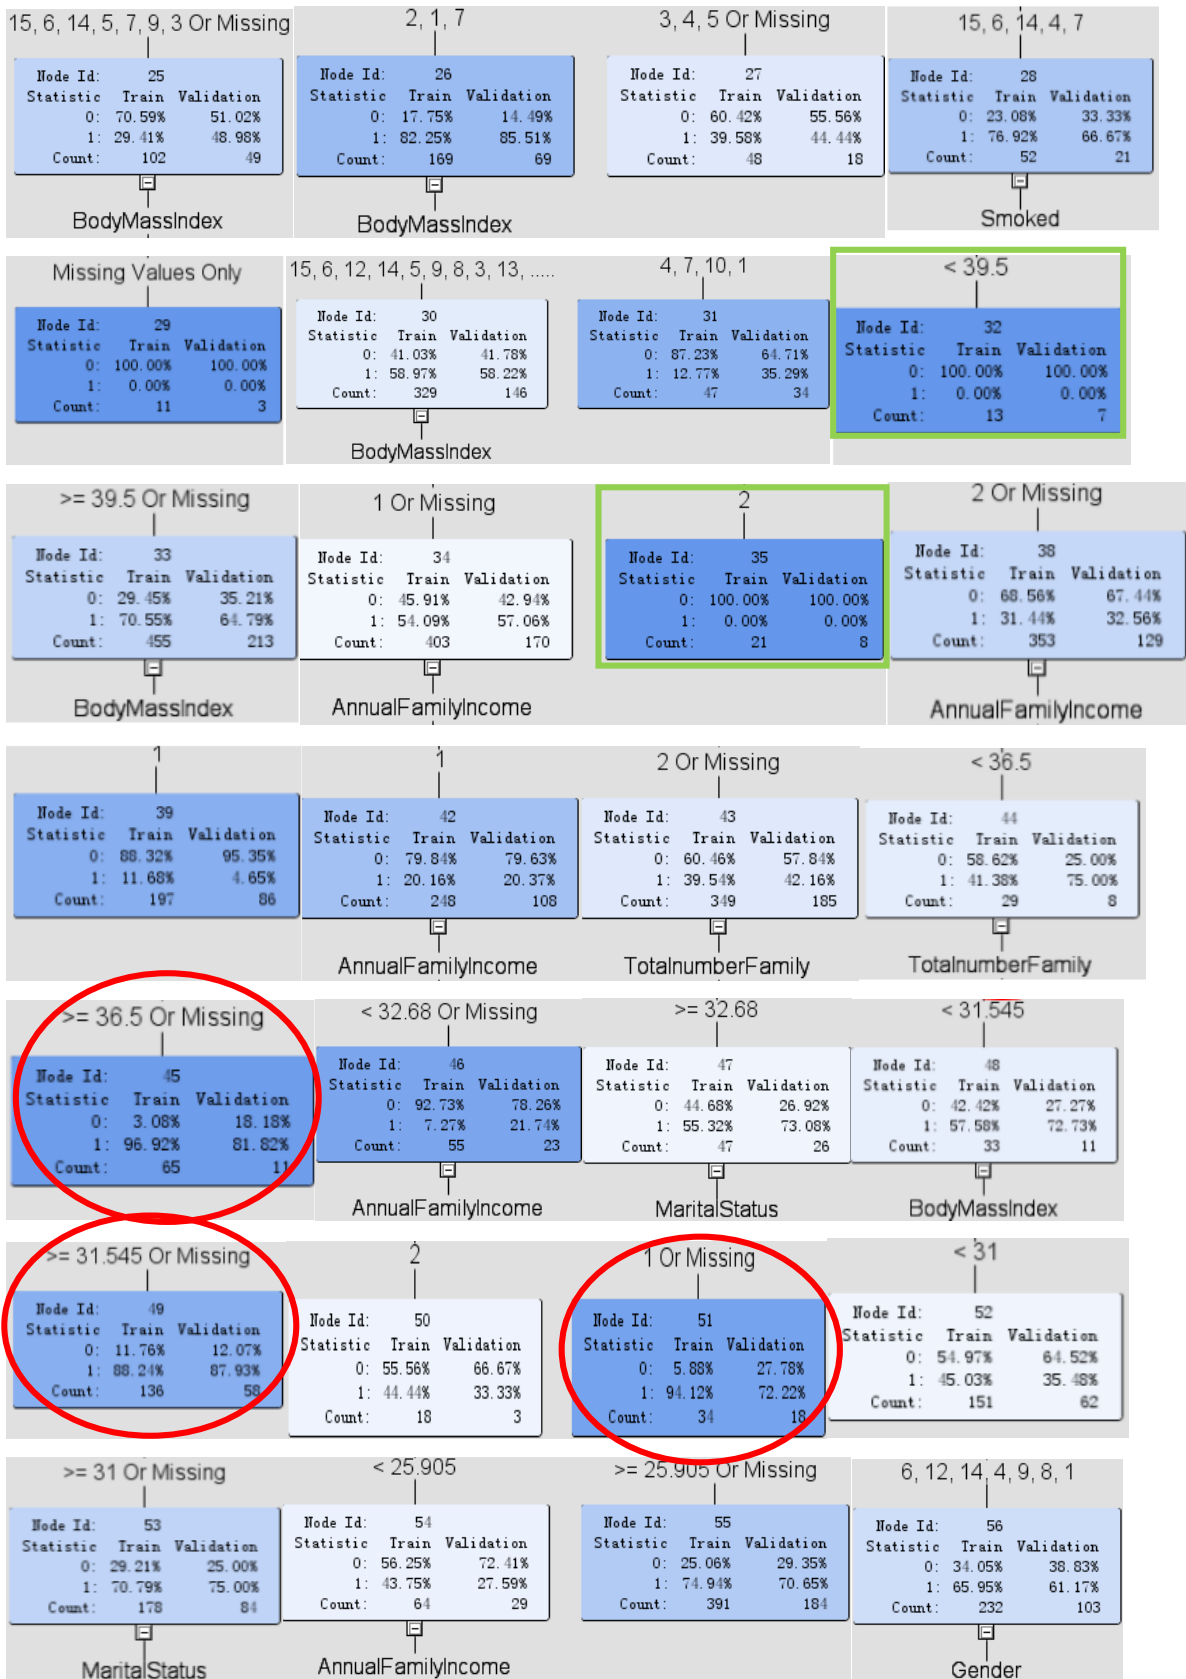 15, 6, 14, 5, 7, 9, 3 Or Missing
Node Id: 25
Statistic Train Validation
0: 70.59% 51.02%
1: 29.41% 48.98%
Count: 102 49
BodyMassIndex
2, 1, 7
Node Id: 26
Statistic Train Validation
0: 17.75% 14.49%
1: 82.25% 85.51%
Count: 169 69
BodyMassIndex
3, 4, 5 Or Missing
Node Id: 27
Statistic Train Validation
0: 60.42% 55.56%
1: 39.58% 44.44%
Count: 48 18
15, 6, 14, 4, 7
Node Id: 28
Statistic Train Validation
0: 23.08% 33.33%
1: 76.92% 66.67%
Count: 52 21
Smoked
Missing Values Only
Node Id: 29
Statistic Train Validation
0: 100.00% 100.00%
1: 0.00% 0.00%
Count: 11 3
15, 6, 12, 14, 5, 9, 8, 3, 13, .....
Node Id: 30
Statistic Train Validation
0: 41.03% 41.78%
1: 58.97% 58.22%
Count: 329 146
BodyMassIndex
4, 7, 10, 1
Node Id: 31
Statistic Train Validation
0: 87.23% 64.71%
1: 12.77% 35.29%
Count: 47 34
< 39.5
Node Id: 32
Statistic Train Validation
0: 100.00% 100.00%
1: 0.00% 0.00%
Count: 13 7
>= 39.5 Or Missing
Node Id: 33
Statistic Train Validation
0: 29.45% 35.21%
1: 70.55% 64.79%
Count: 455 213
BodyMassIndex
1 Or Missing
Node Id: 34
Statistic Train Validation
0: 45.91% 42.94%
1: 54.09% 57.06%
Count: 403 170
AnnualFamilyIncome
2
Node Id: 35
Statistic Train Validation
0: 100.00% 100.00%
1: 0.00% 0.00%
Count: 21 8
2 Or Missing
Node Id: 38
Statistic Train Validation
0: 68.56% 67.44%
1: 31.44% 32.56%
Count: 353 129
AnnualFamilyIncome
1
Node Id: 39
Statistic Train Validation
0: 88.32% 95.35%
1: 11.68% 4.65%
Count: 197 86
1
Node Id: 42
Statistic Train Validation
0: 79.84% 79.63%
1: 20.16% 20.37%
Count: 248 108
AnnualFamilyIncome
2 Or Missing
Node Id: 43
Statistic Train Validation
0: 60.46% 57.84%
1: 39.54% 42.16%
Count: 349 185
TotalnumberFamily
< 36.5
Node Id: 44
Statistic Train Validation
0: 58.62% 25.00%
1: 41.38% 75.00%
Count: 29 8
TotalnumberFamily
>= 36.5 Or Missing
Node Id: 45
Statistic Train Validation
0: 3.08% 18.18%
1: 96.92% 81.82%
Count: 65 11
< 32.68 Or Missing
Node Id: 46
Statistic Train Validation
0: 92.73% 78.26%
1: 7.27% 21.74%
Count: 55 23
AnnualFamilyIncome
>= 32.68
Node Id: 47
Statistic Train Validation
0: 44.68% 26.92%
1: 55.32% 73.08%
Count: 47 26
MaritalStatus
< 31.545
Node Id: 48
Statistic Train Validation
0: 42.42% 27.27%
1: 57.58% 72.73%
Count: 33 11
BodyMassIndex
>= 31.545 Or Missing
Node Id: 49
Statistic Train Validation
0: 11.76% 12.07%
1: 88.24% 87.93%
Count: 136 58
2
Node Id: 50
Statistic Train Validation
0: 55.56% 66.67%
1: 44.44% 33.33%
Count: 18 3
1 Or Missing
Node Id: 51
Statistic Train Validation
0: 5.88% 27.78%
1: 94.12% 72.22%
Count: 34 18
< 31
Node Id: 52
Statistic Train Validation
0: 54.97% 64.52%
1: 45.03% 35.48%
Count: 151 62
>= 31 Or Missing
Node Id: 53
Statistic Train Validation
0: 29.21% 25.00%
1: 70.79% 75.00%
Count: 178 84
MaritalStatus
< 25.905
Node Id: 54
Statistic Train Validation
0: 56.25% 72.41%
1: 43.75% 27.59%
Count: 64 29
AnnualFamilyIncome
>= 25.905 Or Missing
Node Id: 55
Statistic Train Validation
0: 25.06% 29.35%
1: 74.94% 70.65%
Count: 391 184
6, 12, 14, 4, 9, 8, 1
Node Id: 56
Statistic Train Validation
0: 34.05% 38.83%
1: 65.95% 61.17%
Count: 232 103
Gender